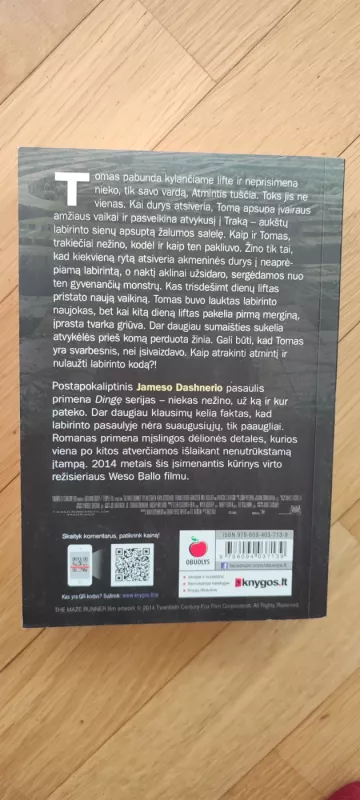 Tomas pabunda kylančiame lifte ir neprisimena
nieko, tik savo vardą. Atmintis tuščia. Toks jis ne
vienas. Kai durys atsiveria, Tomą apsupa įvairaus
amžiaus vaikai ir pasveikina atvykusį į Traką – aukštų
labirinto sienų apsuptą žalumos salelę. Kaip ir Tomas,
trakiečiai nežino, kodėl ir kaip ten pakliuvo. Žino tik tai,
kad kiekvieną rytą atsiveria akmeninės durys į neaprė-
piamą labirintą, o naktį aklinai užsidaro, sergėdamos nuo
ten gyvenančių monstrų. Kas trisdešimt dienų liftas
pristato naują vaikiną. Tomas buvo lauktas labirinto
naujokas, bet kai kitą dieną liftas pakelia pirmą merginą,
įprasta tvarka griūva. Dar daugiau sumaišties sukelia
atvykėlės prieš komą perduota žinia. Gali būti, kad Tomas
yra svarbesnis, nei įsivaizdavo. Kaip atrakinti atmintį ir
nulaužti labirinto kodą?!
Postapokaliptinis Jameso Dashnerio pasaulis
primena Dingę serijas – niekas nežino, už ką ir kur
pateko. Dar daugiau klausimų kelia faktas, kad
labirinto pasaulyje nėra suaugusiųjų, tik paaugliai.
Romanas primena mįslingos dėlionės detales, kurios
viena po kitos atverčiamos išlaikant nenutrūkstamą
įtampą. 2014 metais šis įsimenantis kūrinys virto
režisieriaus Weso Ballo filmu.
Skaityk komentarus, patikrink kainą!
Kas yra QR kodas? Sužinok: www.knygos.lt/qr
OBUOLYS
knygos.lt
THE MAZE RUNNER film artwork © 2014 Twentieth Century Fox Film Corporation. All Rights Reserved.